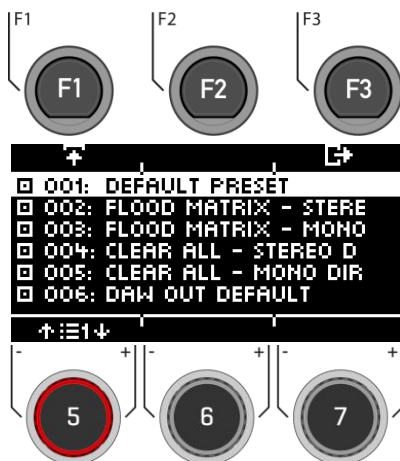 F1 F2 F3
F1 F2 F3
001: DEFAULT PRESET
002: FLOOD MATRIX - STERE
003: FLOOD MATRIX - MONO
004: CLEAR ALL - STEREO D
005: CLEAR ALL - MONO DIR
006: DAW OUT DEFAULT
1
- + - + - +
5 6 7